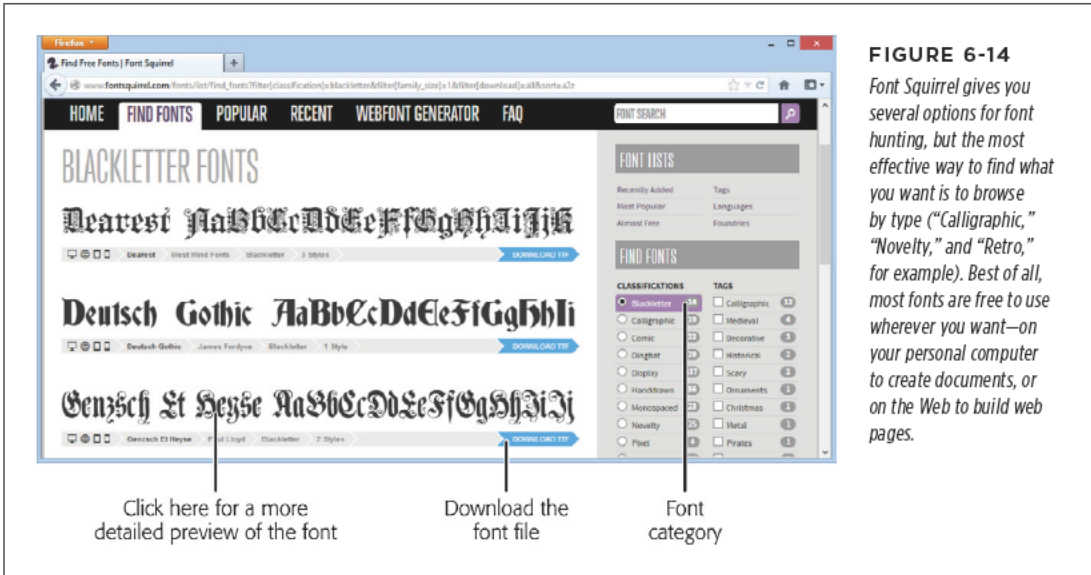 Firefox
Find Free Fonts | Font Squirrel
www.fontsquirrel.com/fonts/list/find_fonts?filter[classification]=blackletter&filter[family_size]=1&filter[download]=all&sort=a2z
HOME FIND FONTS POPULAR RECENT WEBFONT GENERATOR FAQ
FONT SEARCH
BLACKLETTER FONTS
Dearest AaBbCcDdEeFfGgHhIiJjK
Dearest West Wind Fonts Blackletter 3 Styles DOWNLOAD TTF
Deutsch Gothic AaBbCcDdEeFfGgHhIi
Deutsch Gothic James Fordyce Blackletter 1 Style DOWNLOAD TTF
Genzsch Et Heyse AaBbCcDdEeFfGgHhIiJj
Genzsch Et Heyse Paul Lloyd Blackletter 2 Styles DOWNLOAD TTF
FONT LISTS
Recently Added Tags
Most Popular Languages
Almost Free Foundries
FIND FONTS
CLASSIFICATIONS TAGS
Blackletter Calligraphic
Calligraphic Medieval
Comic Decorative
Dingbat Historical
Display Scary
Handdrawn Ornaments
Monospaced Christmas
Novelty Metal
Pixel Pirates
Click here for a more
detailed preview of the font
Download the
font file
Font
category
FIGURE 6-14
Font Squirrel gives you
several options for font
hunting, but the most
effective way to find what
you want is to browse
by type (“Calligraphic,”
“Novelty,” and “Retro,”
for example). Best of all,
most fonts are free to use
wherever you want—on
your personal computer
to create documents, or
on the Web to build web
pages.